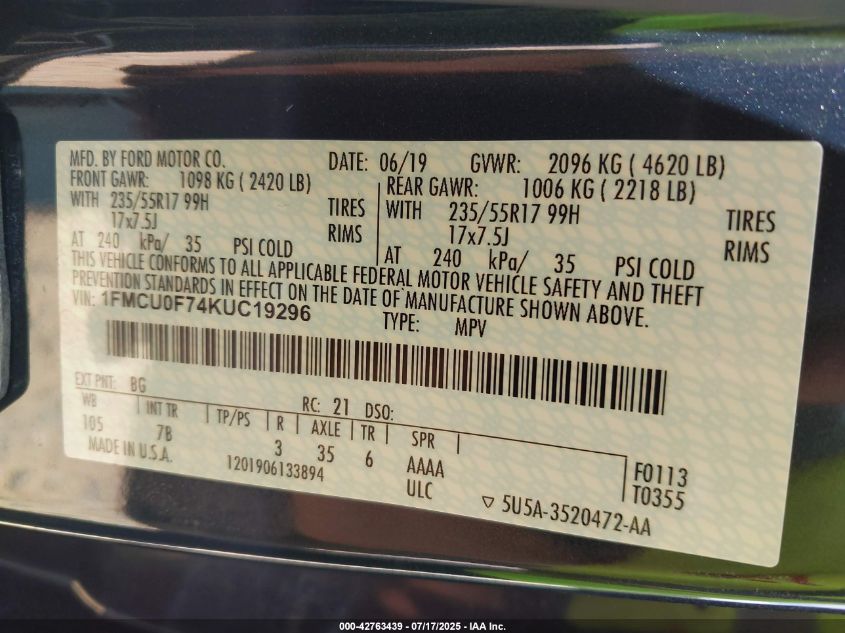 MFD. BY FORD MOTOR CO. DATE: 06/19 GVWR: 2096 KG ( 4620 LB)
FRONT GAWR: 1098 KG ( 2420 LB) REAR GAWR: 1006 KG ( 2218 LB)
WITH 235/55R17 99H TIRES WITH 235/55R17 99H TIRES
17x7.5J RIMS 17x7.5J RIMS
AT 240 kPa/ 35 PSI COLD AT 240 kPa/ 35 PSI COLD
THIS VEHICLE CONFORMS TO ALL APPLICABLE FEDERAL MOTOR VEHICLE SAFETY AND THEFT
PREVENTION STANDARDS IN EFFECT ON THE DATE OF MANUFACTURE SHOWN ABOVE.
VIN: 1FMCU0F74KUC19296 TYPE: MPV
EXT PNT: BG RC: 21 DSO:
WB INT TR TP/PS R AXLE TR SPR
105 7B 3 35 6 AAAA F0113
MADE IN U.S.A. 1201906133894 ULC T0355
5U5A-3520472-AA
000-42763439 - 07/17/2025 - IAA Inc.